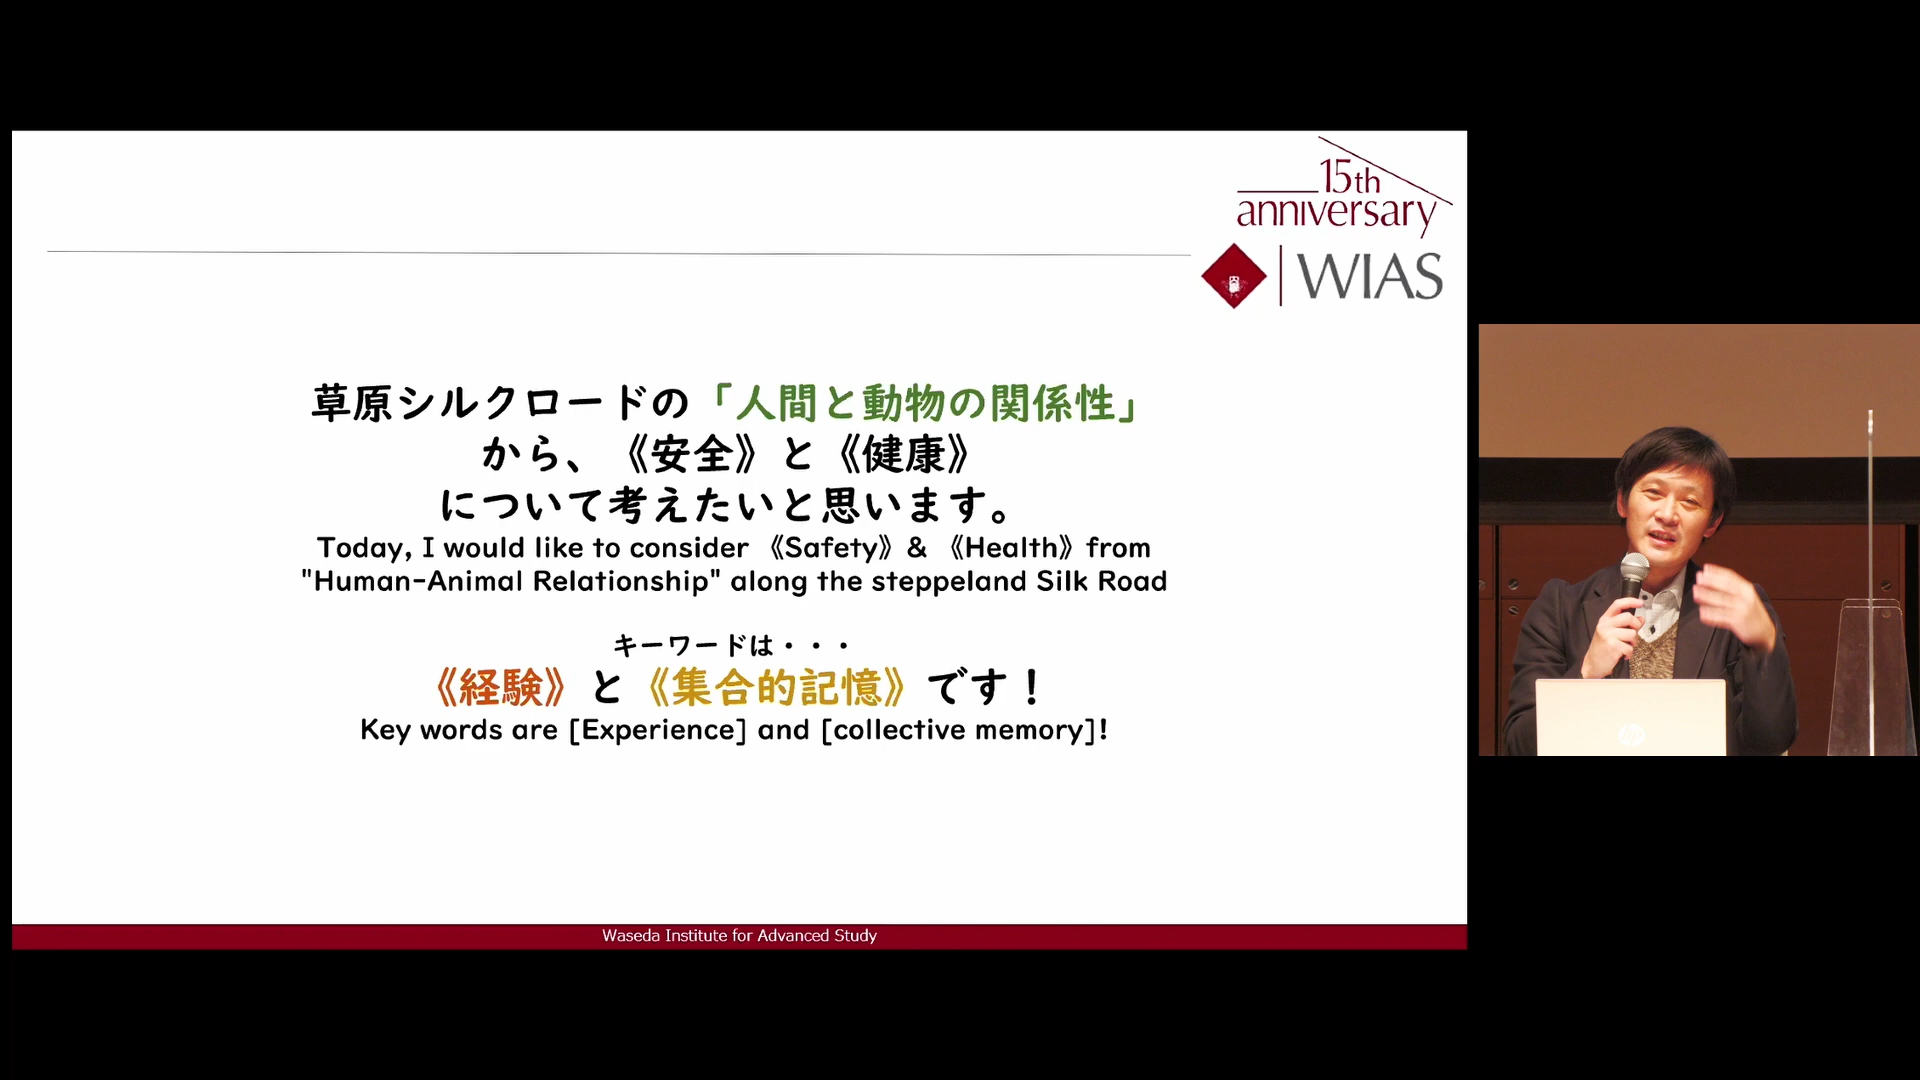 15th
anniversary
WIAS
草原シルクロードの「人間と動物の関係性」
から、《安全》と《健康》
について考えたいと思います。
Today, I would like to consider 《Safety》& 《Health》from
"Human-Animal Relationship" along the steppeland Silk Road
キーワードは・・・
《経験》と《集合的記憶》です！
Key words are [Experience] and [collective memory]!
Waseda Institute for Advanced Study
hp